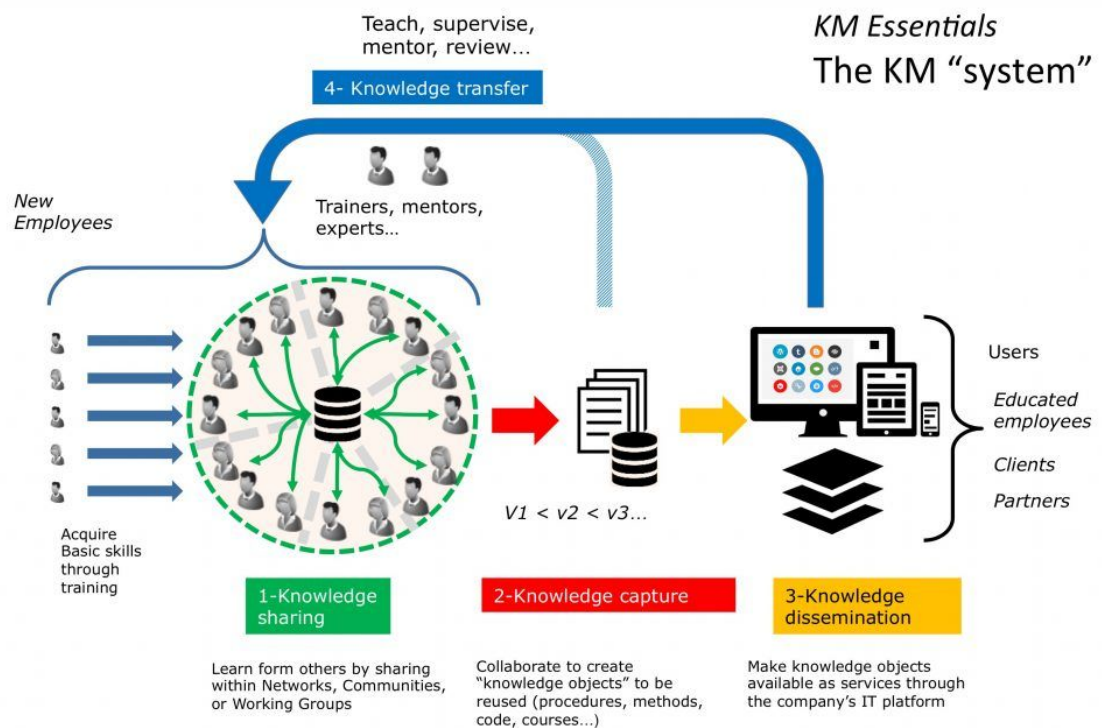 KM Essentials
The KM “system”
Teach, supervise,
mentor, review…
4- Knowledge transfer
Trainers, mentors,
experts…
New
Employees
Acquire
Basic skills
through
training
V1 < v2 < v3…
Users
Educated
employees
Clients
Partners
1-Knowledge
sharing
2-Knowledge capture
3-Knowledge
dissemination
Learn form others by sharing
within Networks, Communities,
or Working Groups
Collaborate to create
“knowledge objects” to be
reused (procedures, methods,
code, courses…)
Make knowledge objects
available as services through
the company’s IT platform